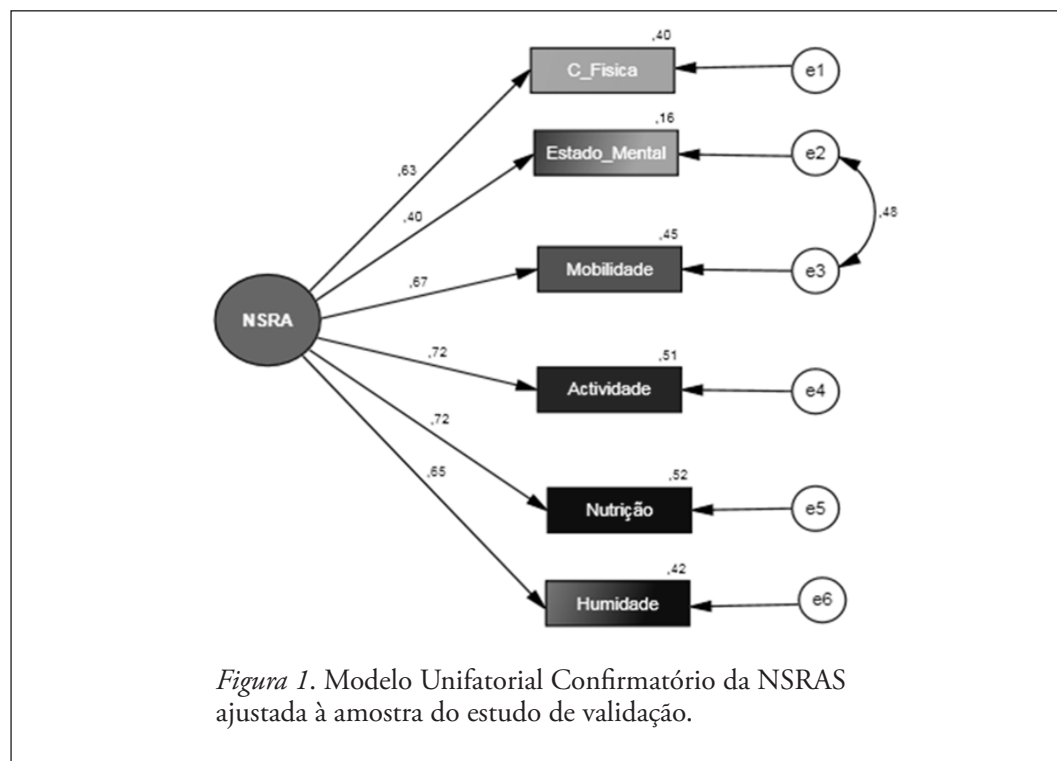 ,40
C_Fisica
e1
,16
Estado_Mental
e2
,63
,40
,48
,45
Mobilidade
e3
,67
NSRA
,72
,51
Actividade
e4
,72
,65
,52
Nutrição
e5
,42
Humidade
e6
Figura 1. Modelo Unifatorial Confirmatório da NSRAS
ajustada à amostra do estudo de validação.